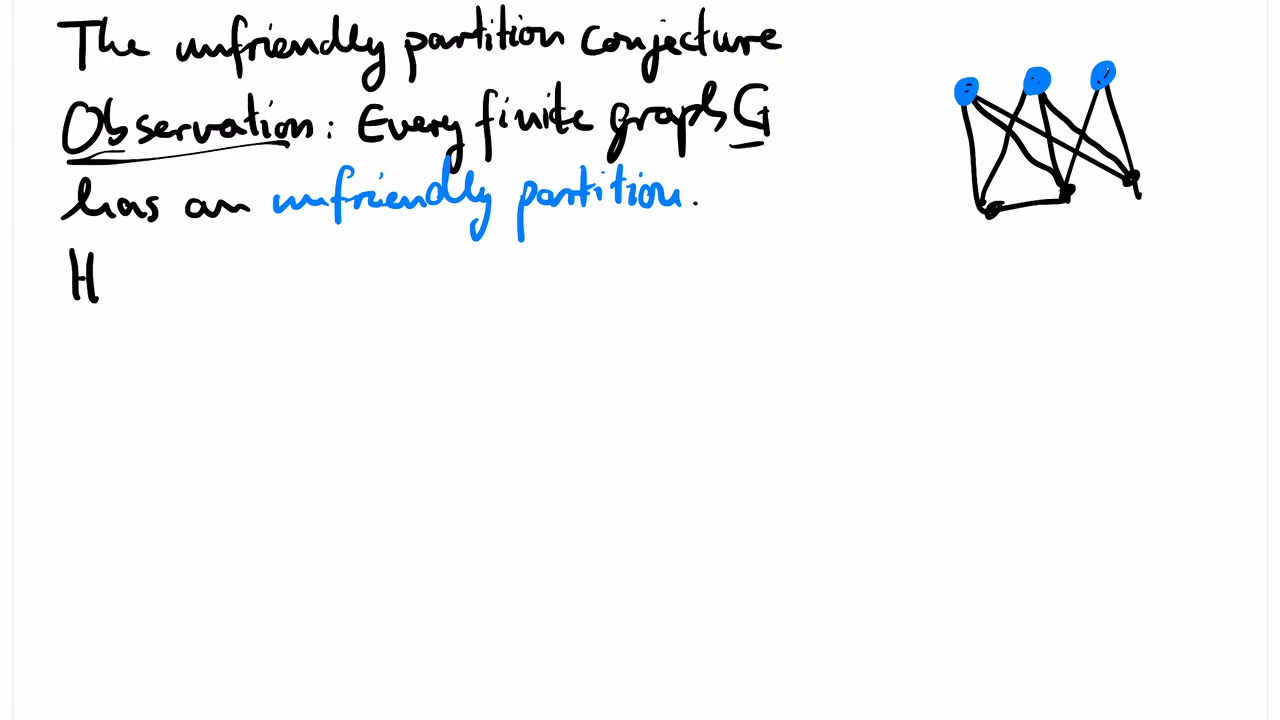 The unfriendly partition conjecture
Observation: Every finite graph G
has an unfriendly partition.
H